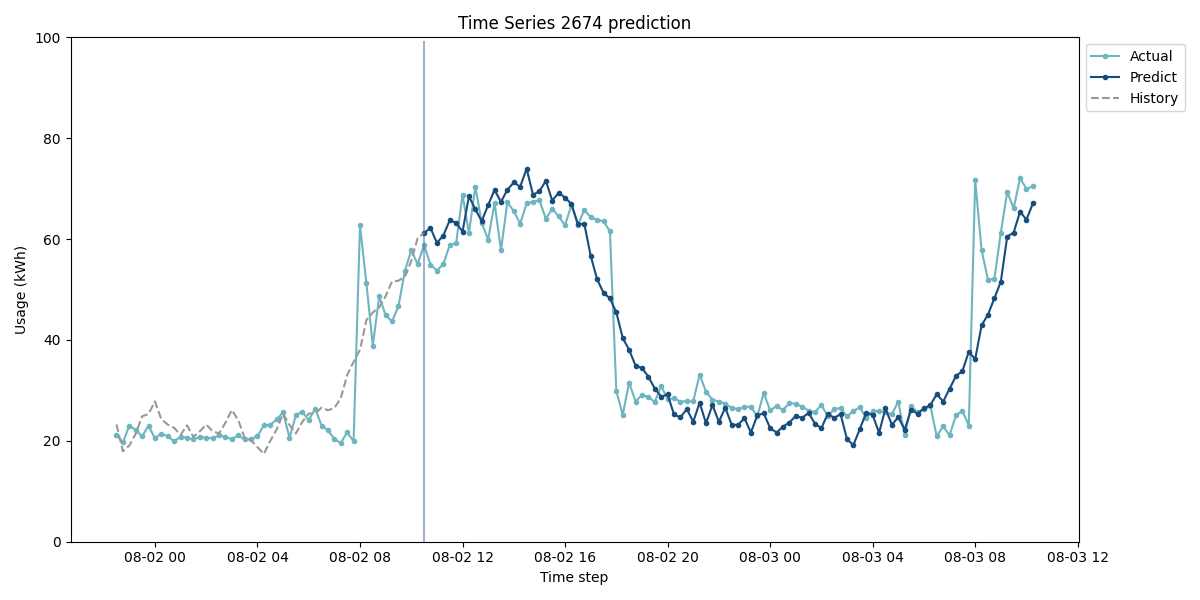 Time Series 2674 prediction
100
80
60
40
20
0
Usage (kWh)
08-02 00
08-02 04
08-02 08
08-02 12
08-02 16
08-02 20
08-03 00
08-03 04
08-03 08
08-03 12
Time step
Actual
Predict
History